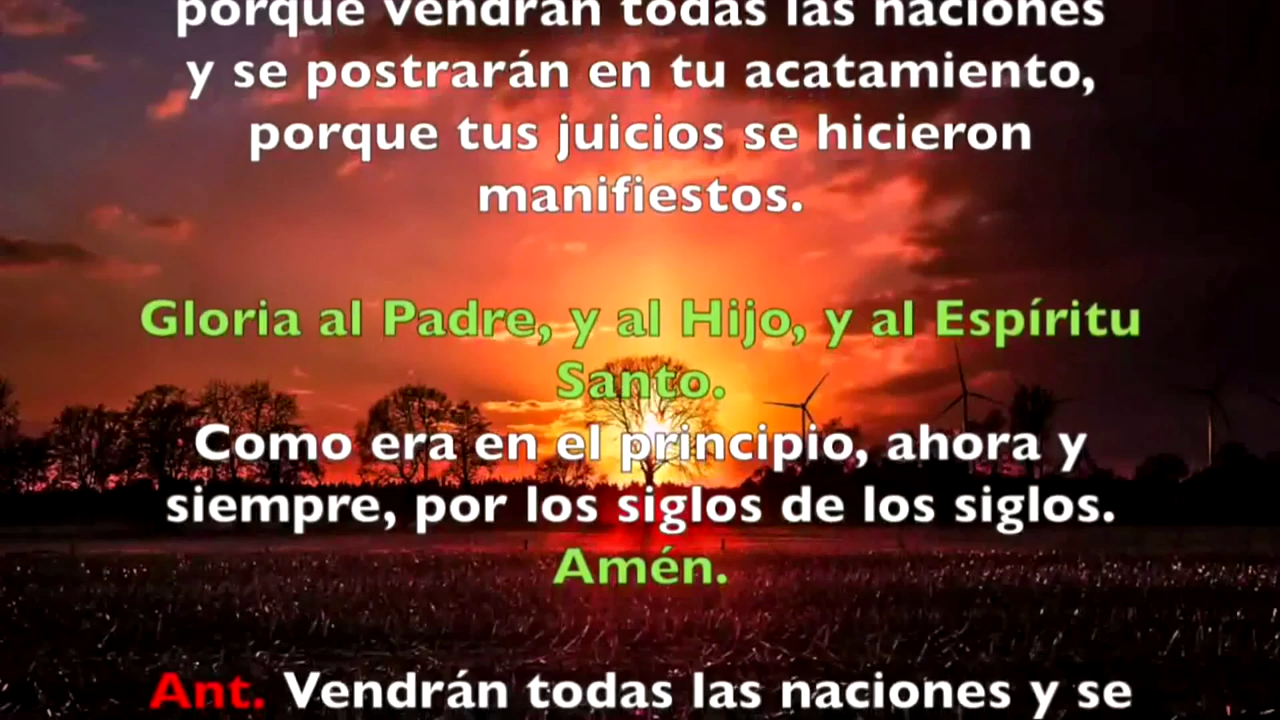 porque vendrán todas las naciones
y se postrarán en tu acatamiento,
porque tus juicios se hicieron
manifiestos.
Gloria al Padre, y al Hijo, y al Espíritu
Santo.
Como era en el principio, ahora y
siempre, por los siglos de los siglos.
Amén.
Ant. Vendrán todas las naciones y se